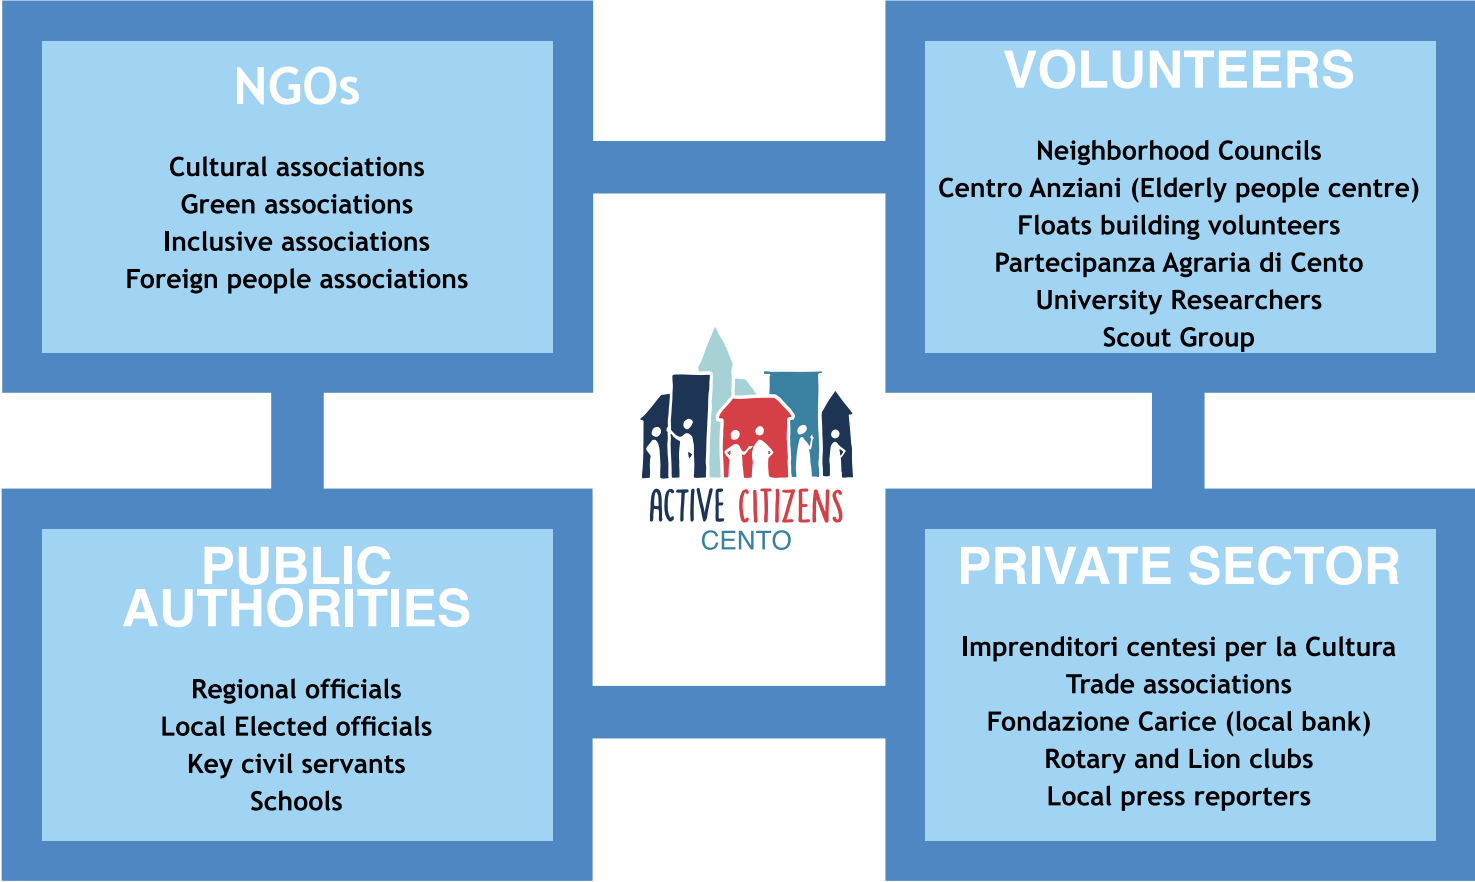 NGOs
Cultural associations
Green associations
Inclusive associations
Foreign people associations
VOLUNTEERS
Neighborhood Councils
Centro Anziani (Elderly people centre)
Floats building volunteers
Partecipanza Agraria di Cento
University Researchers
Scout Group
ACTIVE CITIZENS
CENTO
PUBLIC
AUTHORITIES
Regional officials
Local Elected officials
Key civil servants
Schools
PRIVATE SECTOR
Imprenditori centesi per la Cultura
Trade associations
Fondazione Carice (local bank)
Rotary and Lion clubs
Local press reporters